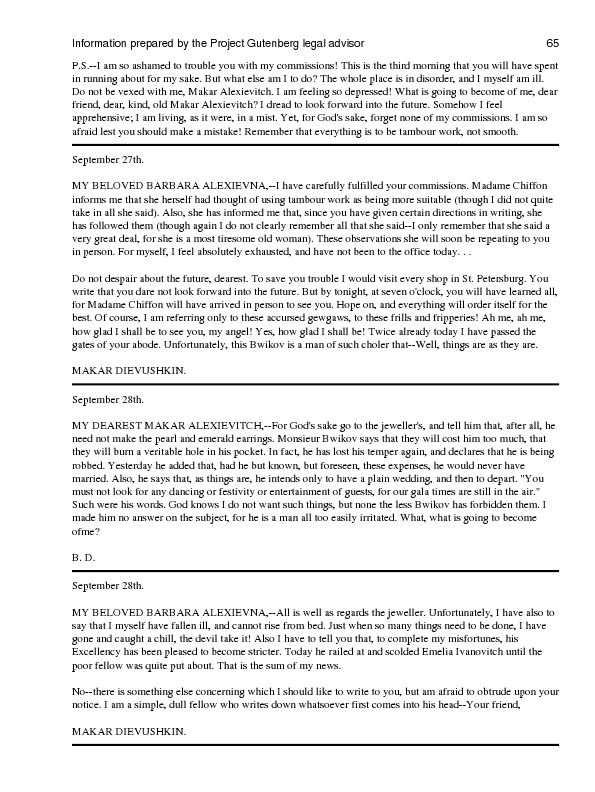 Information prepared by the Project Gutenberg legal advisor 65
P.S.--I am so ashamed to trouble you with my commissions! This is the third morning that you will have spent
in running about for my sake. But what else am I to do? The whole place is in disorder, and I myself am ill.
Do not be vexed with me, Makar Alexievitch. I am feeling so depressed! What is going to become of me, dear
friend, dear, kind, old Makar Alexievitch? I dread to look forward into the future. Somehow I feel
apprehensive; I am living, as it were, in a mist. Yet, for God's sake, forget none of my commissions. I am so
afraid lest you should make a mistake! Remember that everything is to be tambour work, not smooth.
September 27th.
MY BELOVED BARBARA ALEXIEVNA,--I have carefully fulfilled your commissions. Madame Chiffon
informs me that she herself had thought of using tambour work as being more suitable (though I did not quite
take in all she said). Also, she has informed me that, since you have given certain directions in writing, she
has followed them (though again I do not clearly remember all that she said--I only remember that she said a
very great deal, for she is a most tiresome old woman). These observations she will soon be repeating to you
in person. For myself, I feel absolutely exhausted, and have not been to the office today. . .
Do not despair about the future, dearest. To save you trouble I would visit every shop in St. Petersburg. You
write that you dare not look forward into the future. But by tonight, at seven o'clock, you will have learned all,
for Madame Chiffon will have arrived in person to see you. Hope on, and everything will order itself for the
best. Of course, I am referring only to these accursed gewgaws, to these frills and fripperies! Ah me, ah me,
how glad I shall be to see you, my angel! Yes, how glad I shall be! Twice already today I have passed the
gates of your abode. Unfortunately, this Bwikov is a man of such choler that--Well, things are as they are.
MAKAR DIEVUSHKIN.
September 28th.
MY DEAREST MAKAR ALEXIEVITCH,--For God's sake go to the jeweller's, and tell him that, after all, he
need not make the pearl and emerald earrings. Monsieur Bwikov says that they will cost him too much, that
they will burn a veritable hole in his pocket. In fact, he has lost his temper again, and declares that he is being
robbed. Yesterday he added that, had he but known, but foreseen, these expenses, he would never have
married. Also, he says that, as things are, he intends only to have a plain wedding, and then to depart. "You
must not look for any dancing or festivity or entertainment of guests, for our gala times are still in the air."
Such were his words. God knows I do not want such things, but none the less Bwikov has forbidden them. I
made him no answer on the subject, for he is a man all too easily irritated. What, what is going to become
ofme?
B. D.
September 28th.
MY BELOVED BARBARA ALEXIEVNA,--All is well as regards the jeweller. Unfortunately, I have also to
say that I myself have fallen ill, and cannot rise from bed. Just when so many things need to be done, I have
gone and caught a chill, the devil take it! Also I have to tell you that, to complete my misfortunes, his
Excellency has been pleased to become stricter. Today he railed at and scolded Emelia Ivanovitch until the
poor fellow was quite put about. That is the sum of my news.
No--there is something else concerning which I should like to write to you, but am afraid to obtrude upon your
notice. I am a simple, dull fellow who writes down whatsoever first comes into his head--Your friend,
MAKAR DIEVUSHKIN.